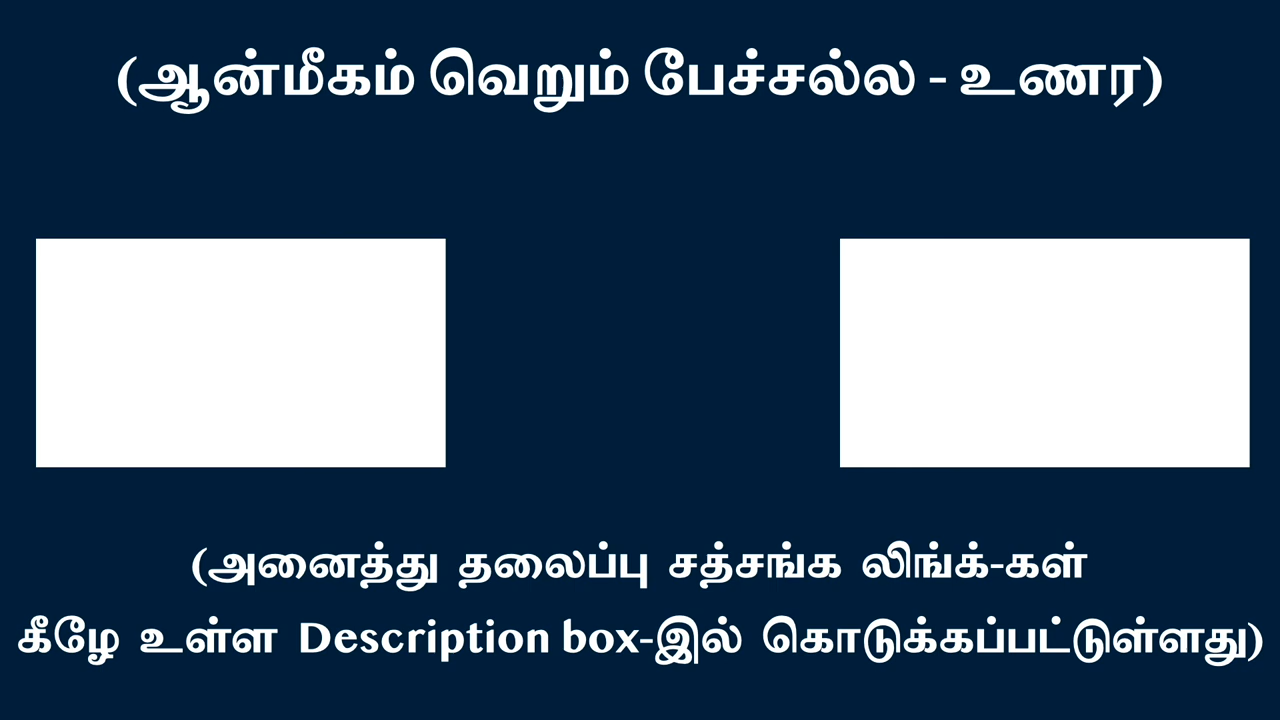 (ஆன்மீகம் வெறும் பேச்சல்ல - உணர)
(அனைத்து தலைப்பு சத்சங்க லிங்க்-கள்
கீழே உள்ள Description box-இல் கொடுக்கப்பட்டுள்ளது)